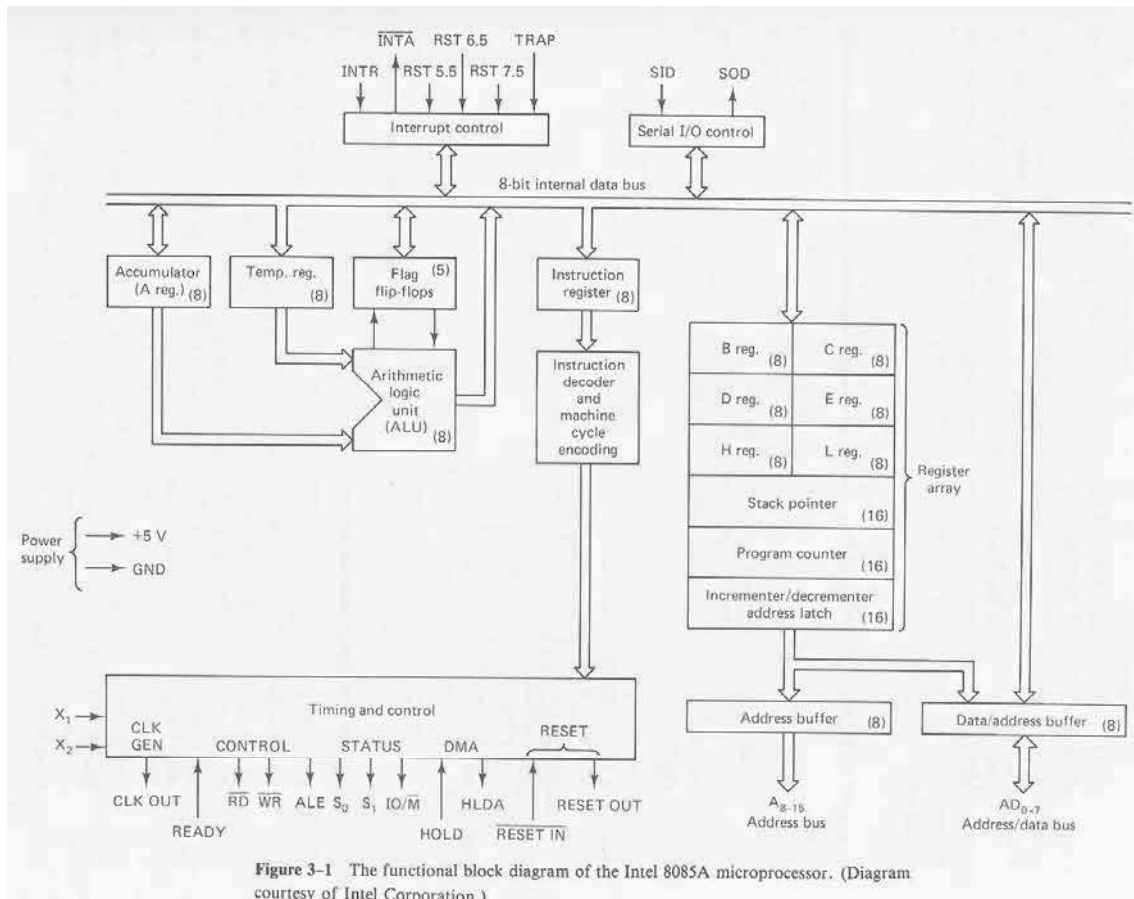 INTA RST 6.5 TRAP
INTR RST 5.5 RST 7.5
SID SOD
Interrupt control
Serial I/O control
8-bit internal data bus
Accumulator
(A reg.) (8)
Temp. reg.
(8)
Flag (5)
flip-flops
Instruction
register (8)
Arithmetic
logic
unit
(ALU) (8)
Instruction
decoder
and
machine
cycle
encoding
B reg. (8) C reg. (8)
D reg. (8) E reg. (8)
H reg. (8) L reg. (8)
Stack pointer (16)
Program counter (16)
Incrementer/decrementer
address latch (16)
Register
array
Power
supply
+5 V
GND
X₁
X₂
Timing and control
CLK
GEN
CONTROL STATUS DMA RESET
CLK OUT
READY
R̅D̅ W̅R̅ ALE S₀ S₁ IO/M̅
HOLD
HLDA
R̅E̅S̅E̅T̅ I̅N̅
RESET OUT
Address buffer (8)
Data/address buffer (8)
A₈₋₁₅
Address bus
AD₀₋₇
Address/data bus
Figure 3–1 The functional block diagram of the Intel 8085A microprocessor. (Diagram
courtesy of Intel Corporation.)